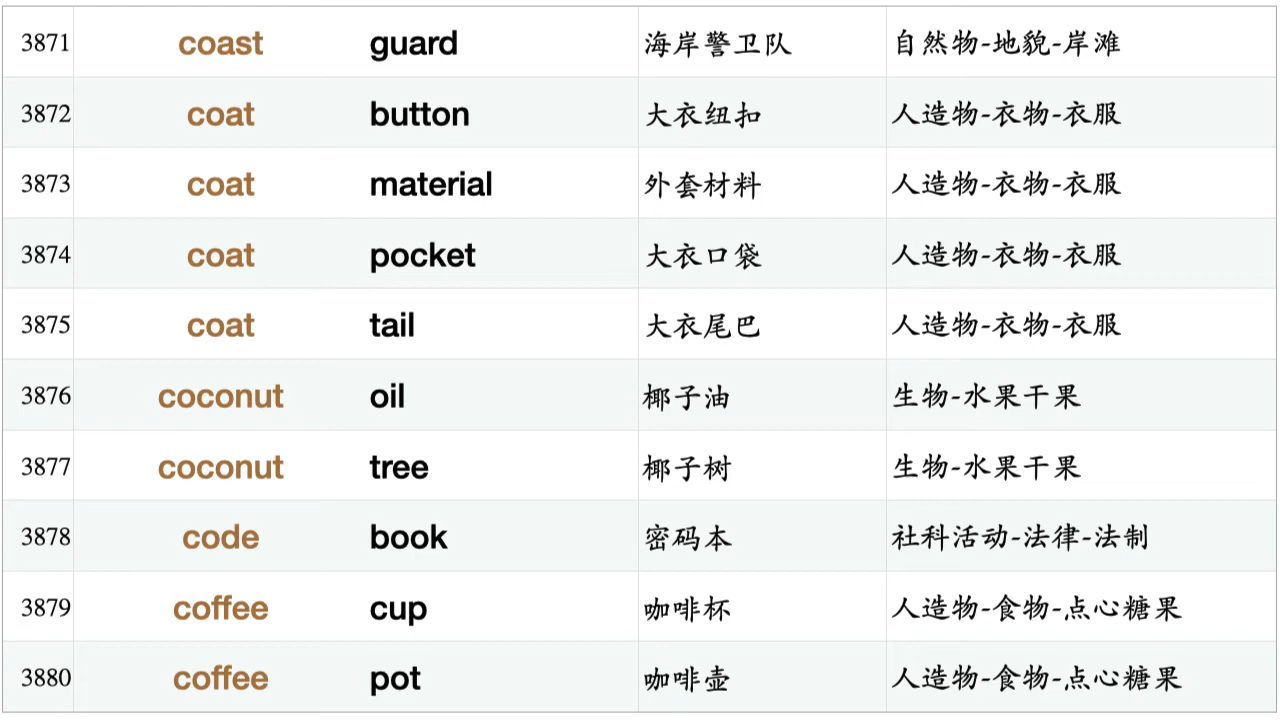 3871 coast guard 海岸警卫队 自然物-地貌-岸滩
3872 coat button 大衣纽扣 人造物-衣物-衣服
3873 coat material 外套材料 人造物-衣物-衣服
3874 coat pocket 大衣口袋 人造物-衣物-衣服
3875 coat tail 大衣尾巴 人造物-衣物-衣服
3876 coconut oil 椰子油 生物-水果干果
3877 coconut tree 椰子树 生物-水果干果
3878 code book 密码本 社科活动-法律-法制
3879 coffee cup 咖啡杯 人造物-食物-点心糖果
3880 coffee pot 咖啡壶 人造物-食物-点心糖果